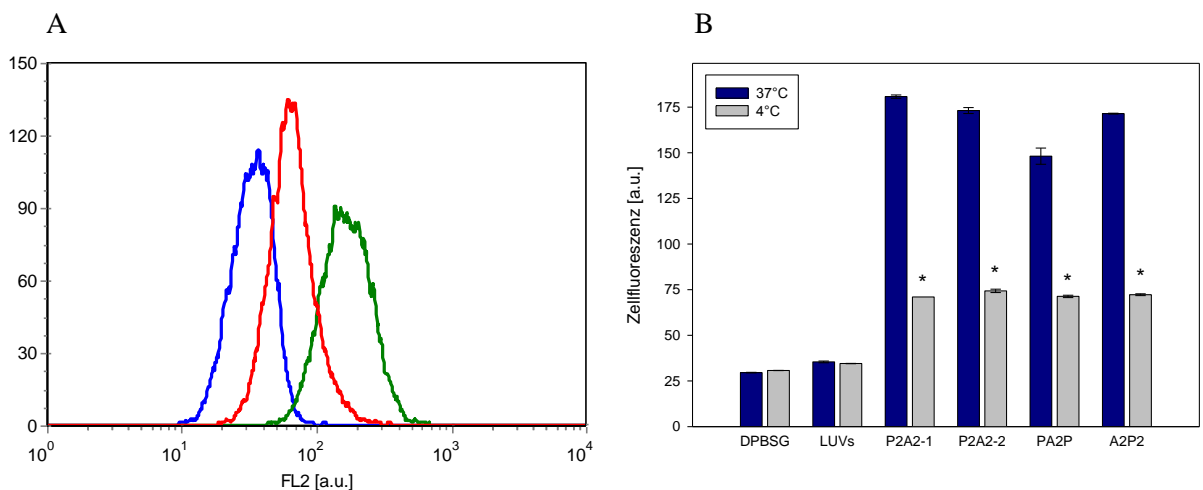 A
B
150
120
90
60
30
0
10^0
10^1
10^2
10^3
10^4
FL2 [a.u.]
37°C
4°C
175
150
125
100
75
50
25
0
Zellfluoreszenz [a.u.]
*
*
*
*
DPBSG
LUVs
P2A2-1
P2A2-2
PA2P
A2P2